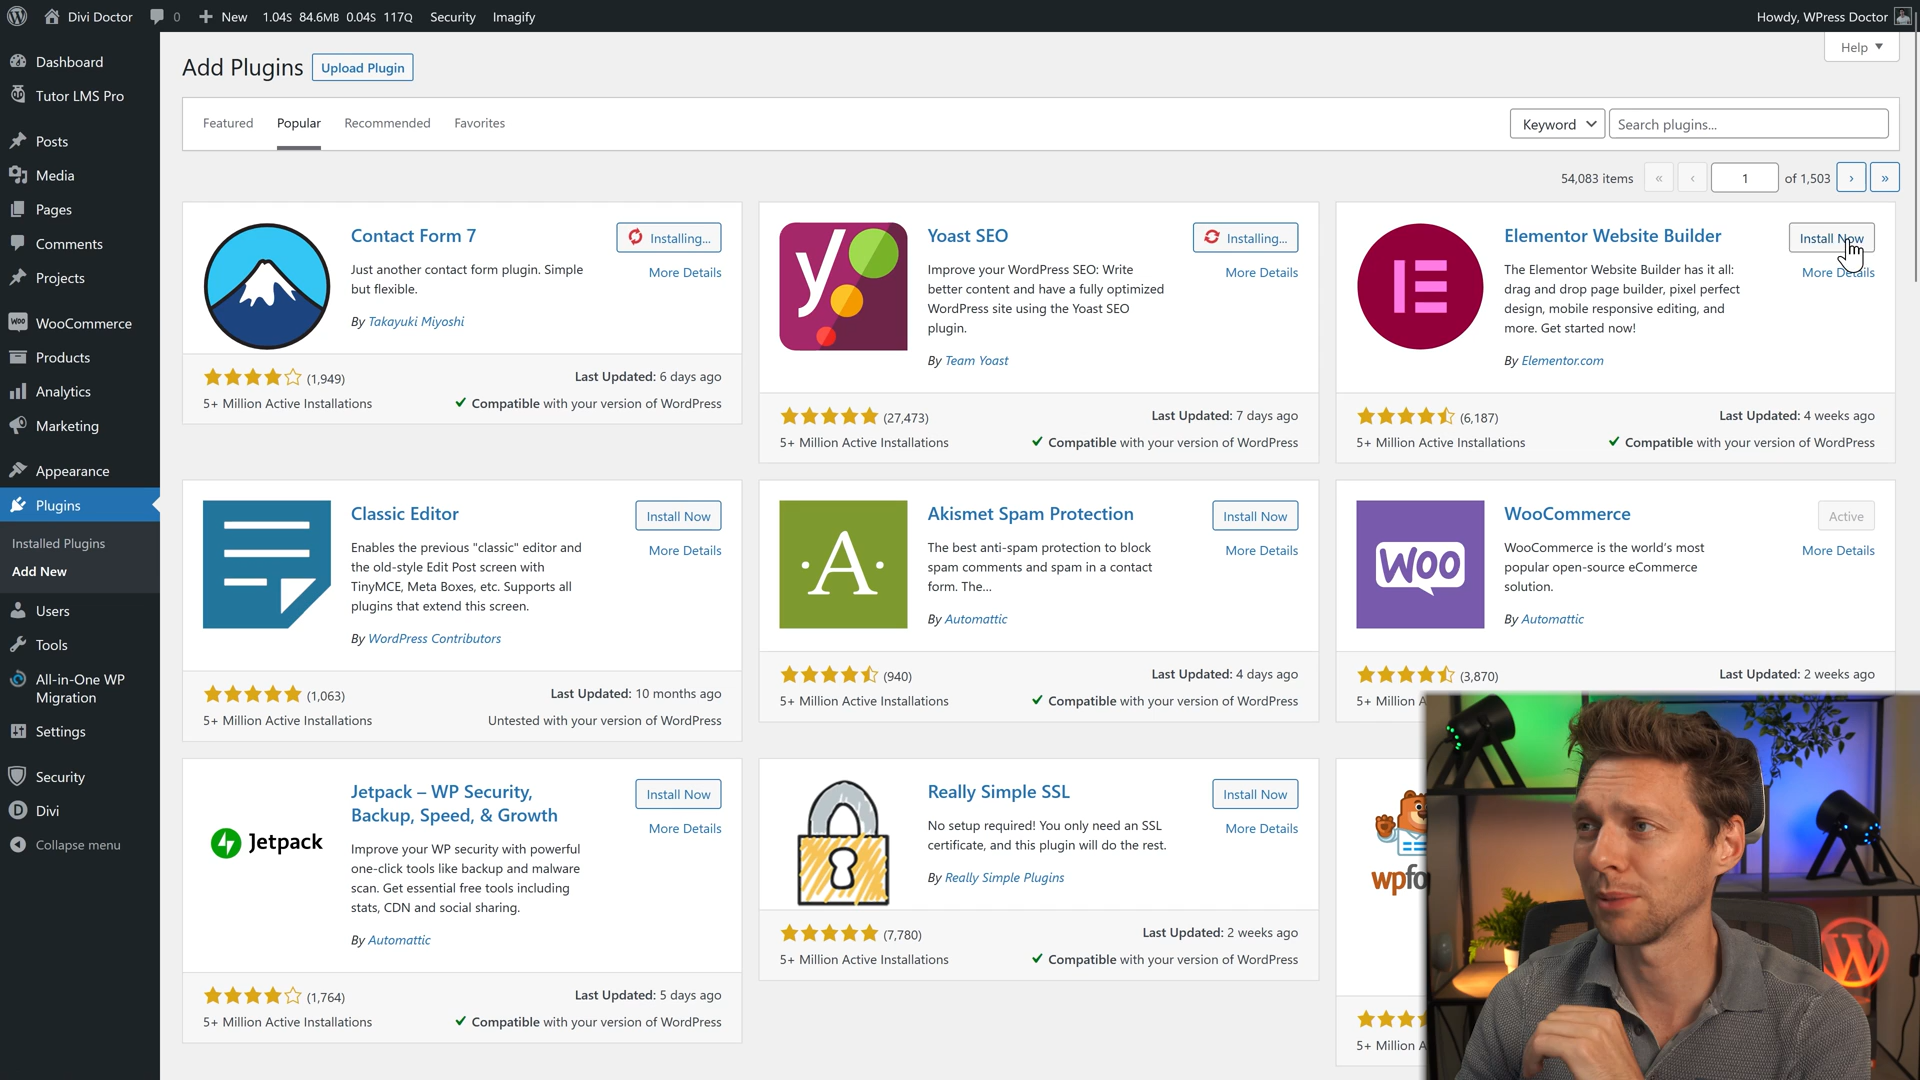 Divi Doctor
0
New
1.04S 84.6MB 0.04S 117Q
Security
Imagify
Howdy, WPress Doctor
Dashboard
Tutor LMS Pro
Posts
Media
Pages
Comments
Projects
WooCommerce
Products
Analytics
Marketing
Appearance
Plugins
Installed Plugins
Add New
Users
Tools
All-in-One WP
Migration
Settings
Security
Divi
Collapse menu
Add Plugins
Upload Plugin
Help
Featured
Popular
Recommended
Favorites
Keyword
Search plugins...
54,083 items
«
‹
1
of 1,503
›
»
Contact Form 7
Installing...
More Details
Just another contact form plugin. Simple
but flexible.
By Takayuki Miyoshi
(1,949)
Last Updated: 6 days ago
5+ Million Active Installations
Compatible with your version of WordPress
y
Yoast SEO
Installing...
More Details
Improve your WordPress SEO: Write
better content and have a fully optimized
WordPress site using the Yoast SEO
plugin.
By Team Yoast
(27,473)
Last Updated: 7 days ago
5+ Million Active Installations
Compatible with your version of WordPress
Elementor Website Builder
Install Now
More Details
The Elementor Website Builder has it all:
drag and drop page builder, pixel perfect
design, mobile responsive editing, and
more. Get started now!
By Elementor.com
(6,187)
Last Updated: 4 weeks ago
5+ Million Active Installations
Compatible with your version of WordPress
Classic Editor
Install Now
More Details
Enables the previous "classic" editor and
the old-style Edit Post screen with
TinyMCE, Meta Boxes, etc. Supports all
plugins that extend this screen.
By WordPress Contributors
(1,063)
Last Updated: 10 months ago
5+ Million Active Installations
Untested with your version of WordPress
·A·
Akismet Spam Protection
Install Now
More Details
The best anti-spam protection to block
spam comments and spam in a contact
form. The...
By Automattic
(940)
Last Updated: 4 days ago
5+ Million Active Installations
Compatible with your version of WordPress
WOO
WooCommerce
Active
More Details
WooCommerce is the world's most
popular open-source eCommerce
solution.
By Automattic
(3,870)
Last Updated: 2 weeks ago
5+ Million A
Jetpack
Jetpack – WP Security,
Backup, Speed, & Growth
Install Now
More Details
Improve your WP security with powerful
one-click tools like backup and malware
scan. Get essential free tools including
stats, CDN and social sharing.
By Automattic
(1,764)
Last Updated: 5 days ago
5+ Million Active Installations
Compatible with your version of WordPress
Really Simple SSL
Install Now
More Details
No setup required! You only need an SSL
certificate, and this plugin will do the rest.
By Really Simple Plugins
(7,780)
Last Updated: 2 weeks ago
5+ Million Active Installations
Compatible with your version of WordPress
wpfo
5+ Million A